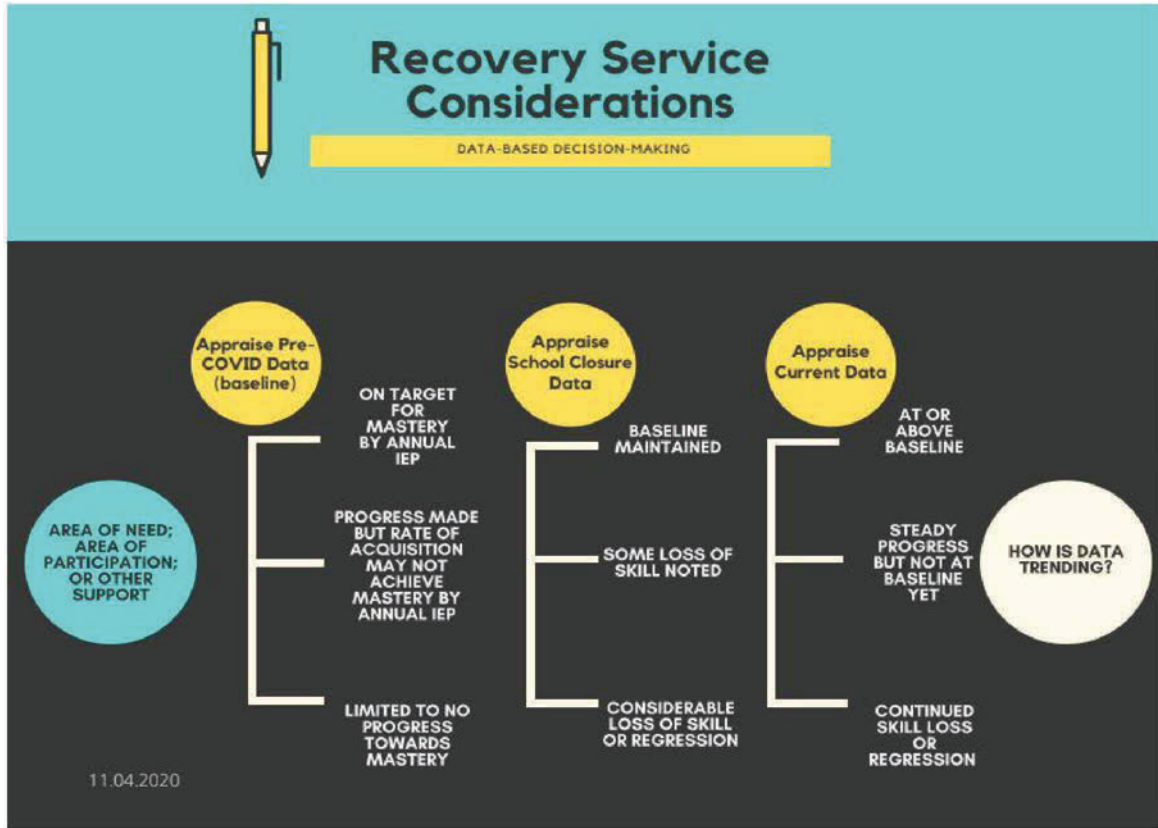 Recovery Service
Considerations
DATA-BASED DECISION-MAKING
AREA OF NEED;
AREA OF
PARTICIPATION;
OR OTHER
SUPPORT
Appraise Pre-
COVID Data
(baseline)
ON TARGET
FOR
MASTERY
BY ANNUAL
IEP
PROGRESS MADE
BUT RATE OF
ACQUISITION
MAY NOT
ACHIEVE
MASTERY BY
ANNUAL IEP
LIMITED TO NO
PROGRESS
TOWARDS
MASTERY
Appraise
School Closure
Data
BASELINE
MAINTAINED
SOME LOSS OF
SKILL NOTED
CONSIDERABLE
LOSS OF SKILL
OR REGRESSION
Appraise
Current Data
AT OR
ABOVE
BASELINE
STEADY
PROGRESS
BUT NOT AT
BASELINE
YET
CONTINUED
SKILL LOSS
OR
REGRESSION
HOW IS DATA
TRENDING?
11.04.2020